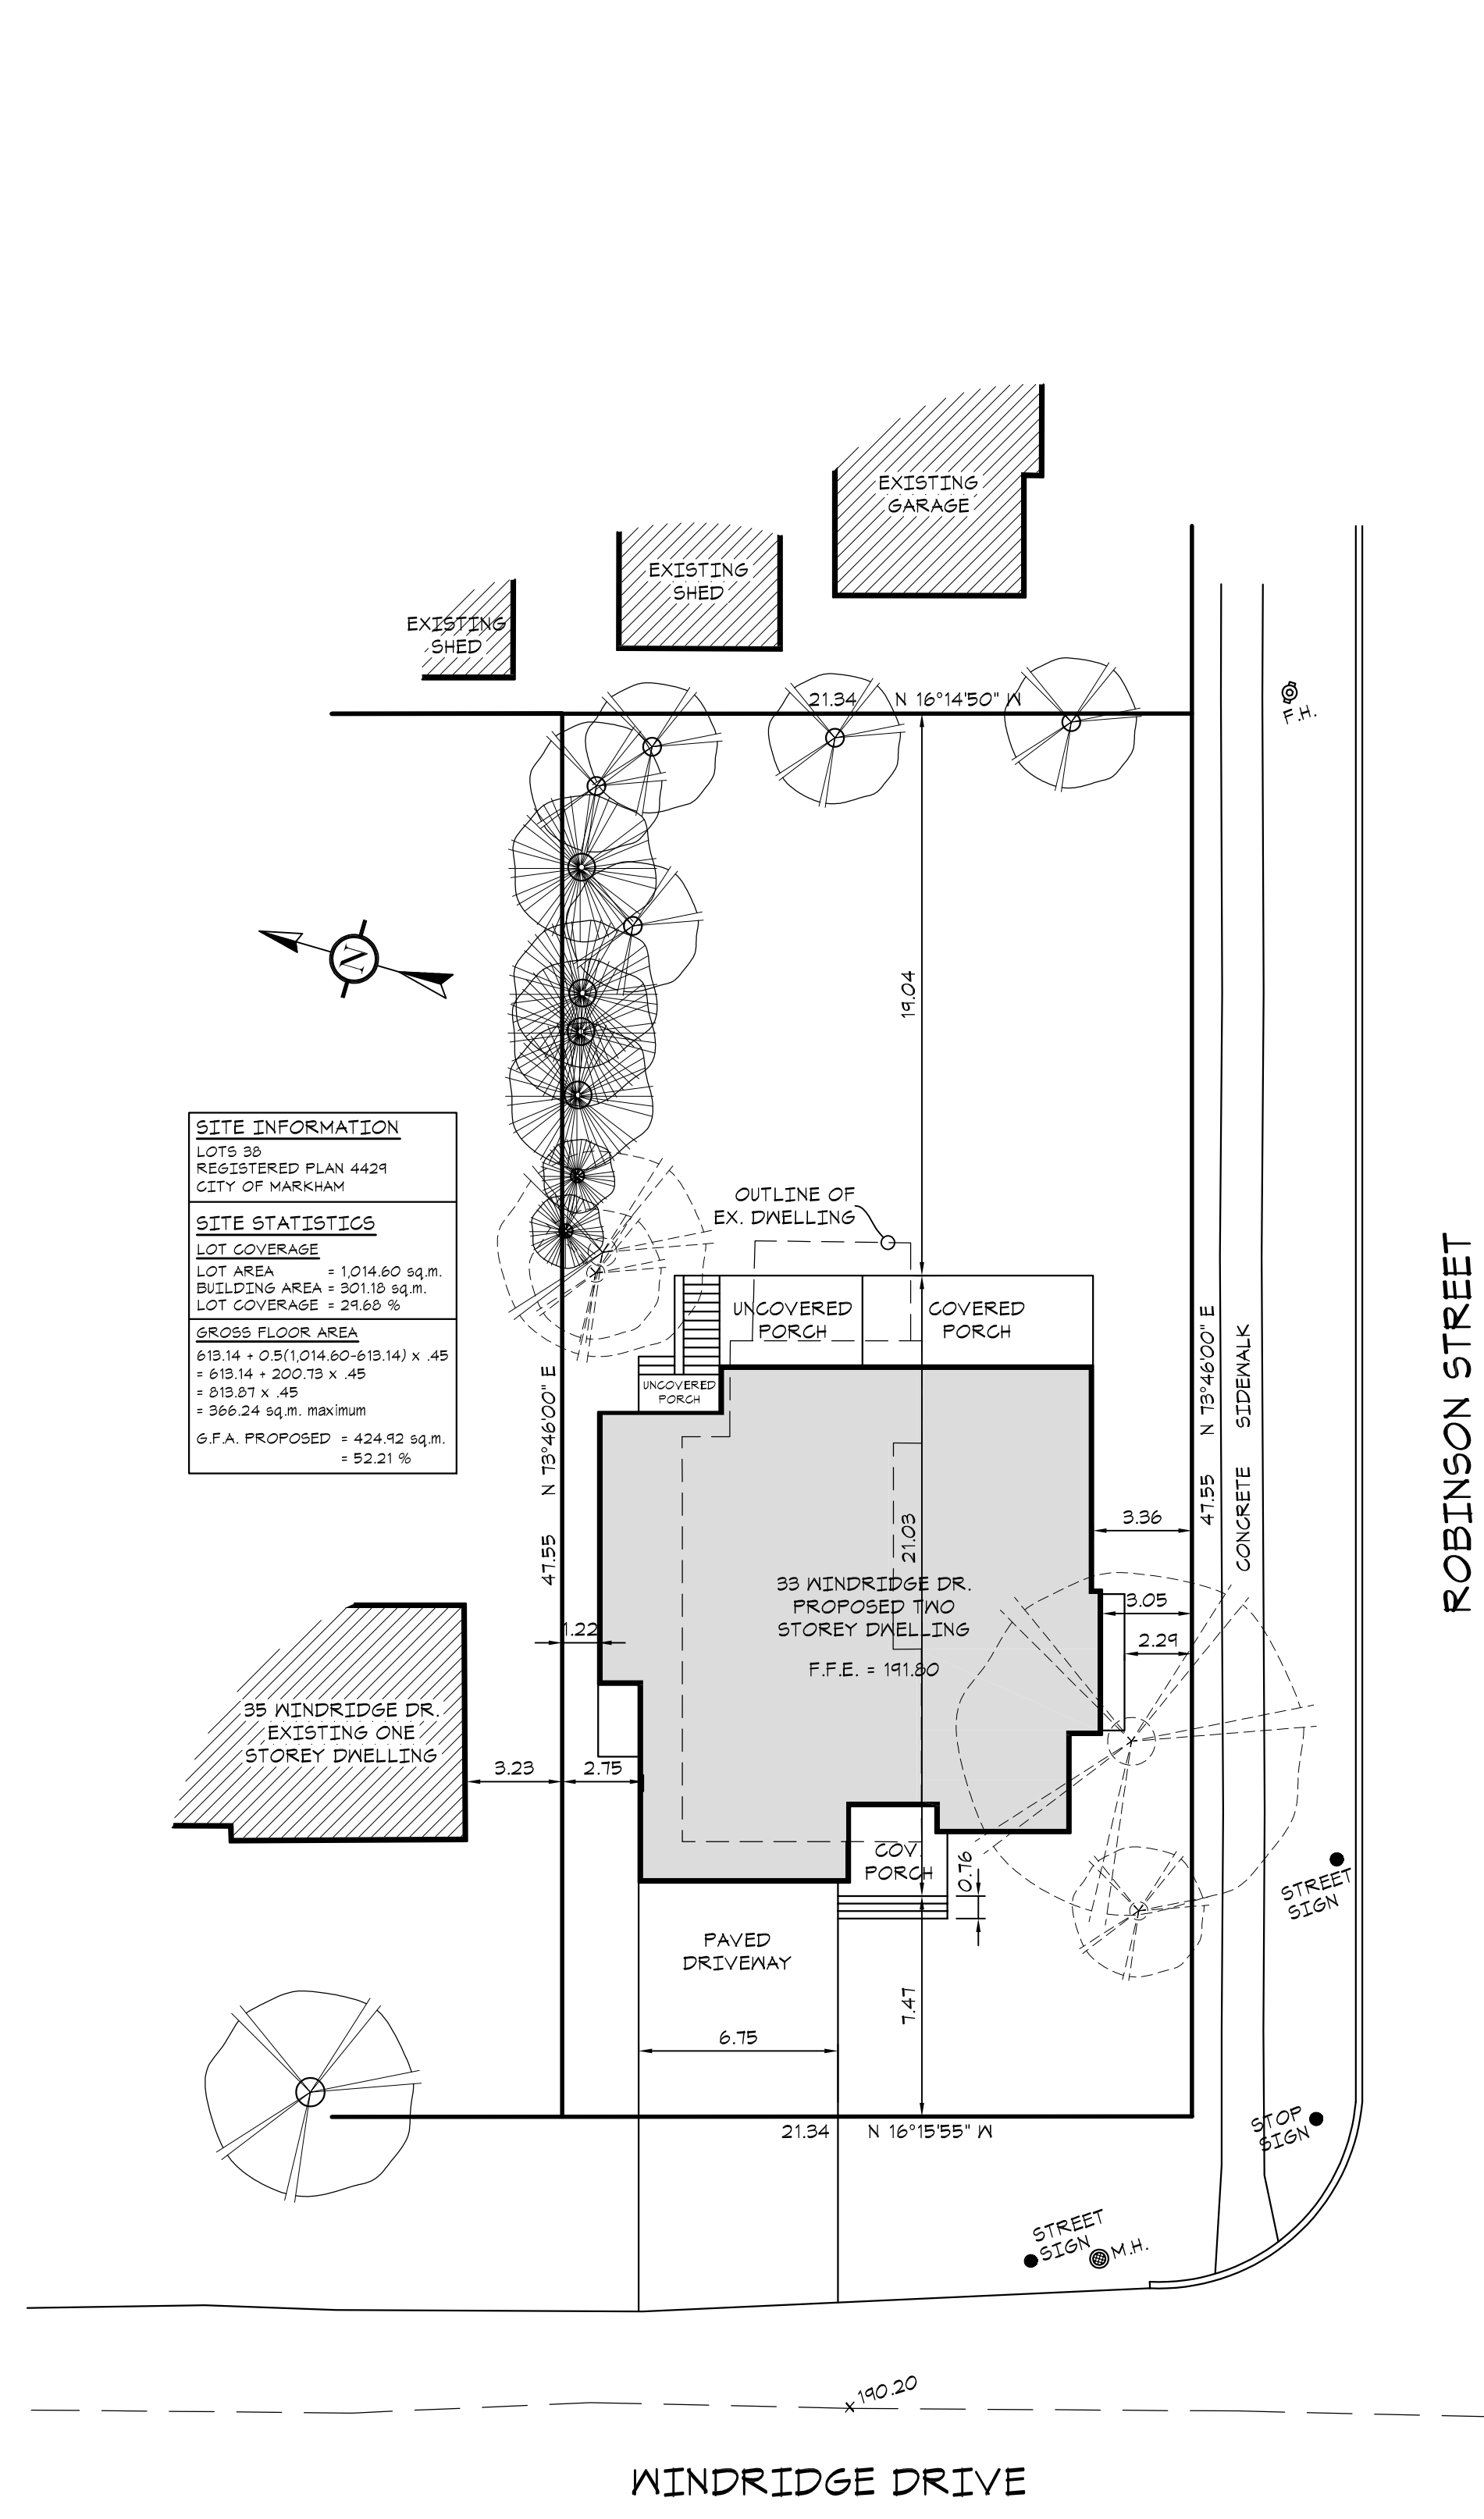 EXISTING
GARAGE
EXISTING
SHED
EXISTING
SHED
21.34 N 16°14'50" W
F.H.
N
19.04
SITE INFORMATION
LOTS 38
REGISTERED PLAN 4429
CITY OF MARKHAM
SITE STATISTICS
LOT COVERAGE
LOT AREA = 1,014.60 sq.m.
BUILDING AREA = 301.18 sq.m.
LOT COVERAGE = 29.68 %
GROSS FLOOR AREA
613.14 + 0.5(1,014.60-613.14) x .45
= 613.14 + 200.73 x .45
= 813.87 x .45
= 366.24 sq.m. maximum
G.F.A. PROPOSED = 424.92 sq.m.
= 52.21 %
OUTLINE OF
EX. DWELLING
UNCOVERED
PORCH
COVERED
PORCH
UNCOVERED
PORCH
47.55 N 73°46'00" E
47.55 N 73°46'00" E
CONCRETE SIDEWALK
ROBINSON STREET
21.03
3.36
33 WINDRIDGE DR.
PROPOSED TWO
STOREY DWELLING
F.F.E. = 191.80
3.05
1.22
2.29
35 WINDRIDGE DR.
EXISTING ONE
STOREY DWELLING
3.23
2.75
COV.
PORCH
0.76
STREET
SIGN
PAVED
DRIVEWAY
7.47
6.75
21.34 N 16°15'55" W
STOP
SIGN
STREET
SIGN
M.H.
x 190.20
WINDRIDGE DRIVE